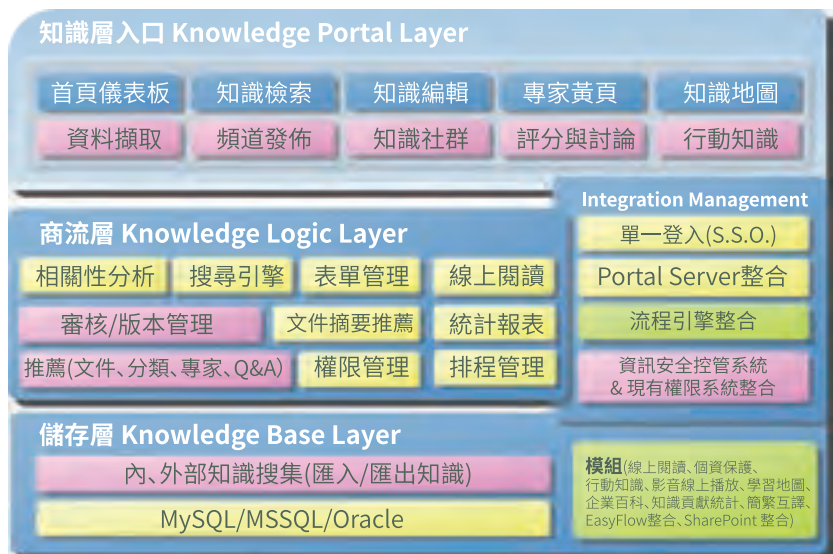 知識層入口 Knowledge Portal Layer
首頁儀表板
知識檢索
知識編輯
專家黃頁
知識地圖
資料擷取
頻道發佈
知識社群
評分與討論
行動知識
商流層 Knowledge Logic Layer
相關性分析
搜尋引擎
表單管理
線上閱讀
審核/版本管理
文件摘要推薦
統計報表
推薦(文件、分類、專家、Q&A)
權限管理
排程管理
Integration Management
單一登入(S.S.O.)
Portal Server整合
流程引擎整合
資訊安全控管系統
& 現有權限系統整合
儲存層 Knowledge Base Layer
內、外部知識搜集(匯入/匯出知識)
MySQL/MSSQL/Oracle
模組(線上閱讀、個資保護、
行動知識、影音線上播放、學習地圖、
企業百科、知識貢獻統計、簡繁互譯、
EasyFlow整合、SharePoint 整合)